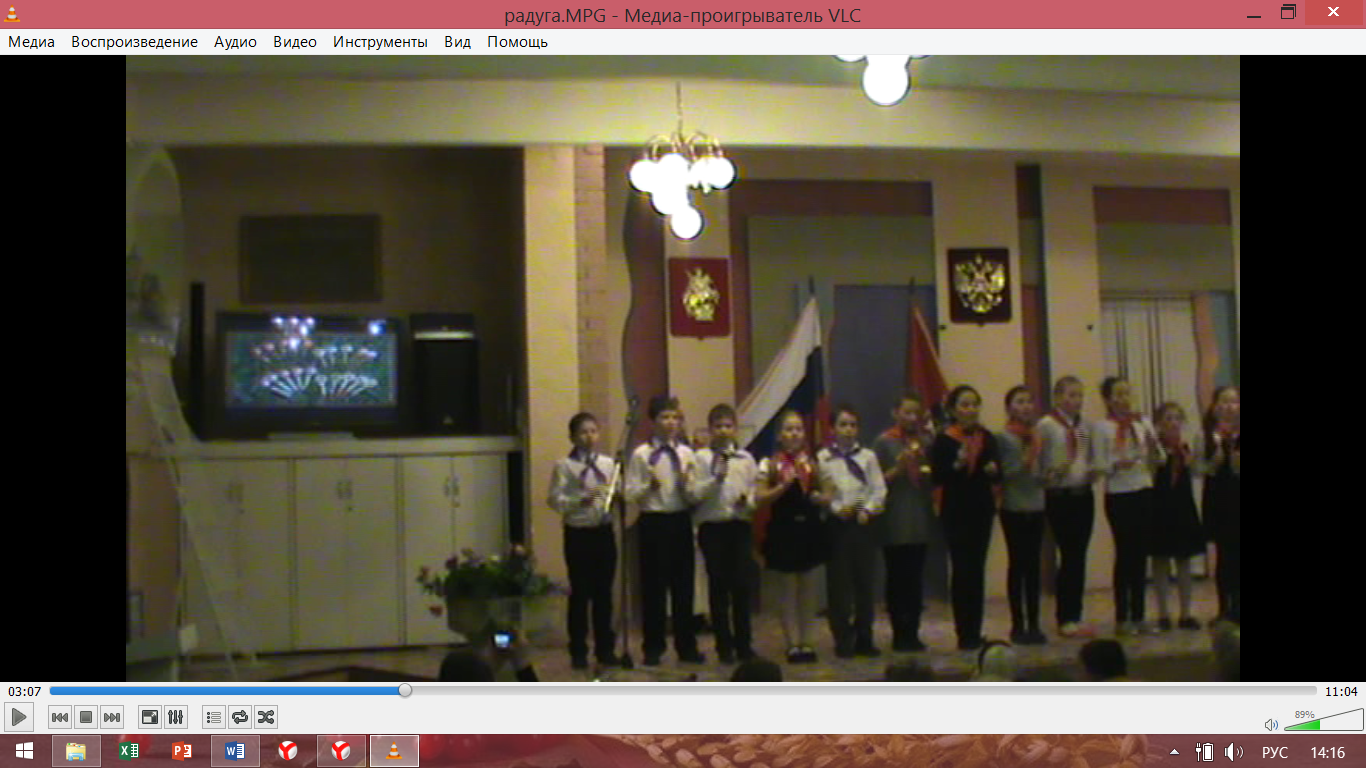 радуга.MPG - Медиа-проигрыватель VLC
Медиа Воспроизведение Аудио Видео Инструменты Вид Помощь
03:07 11:04
89%
РУС 14:16